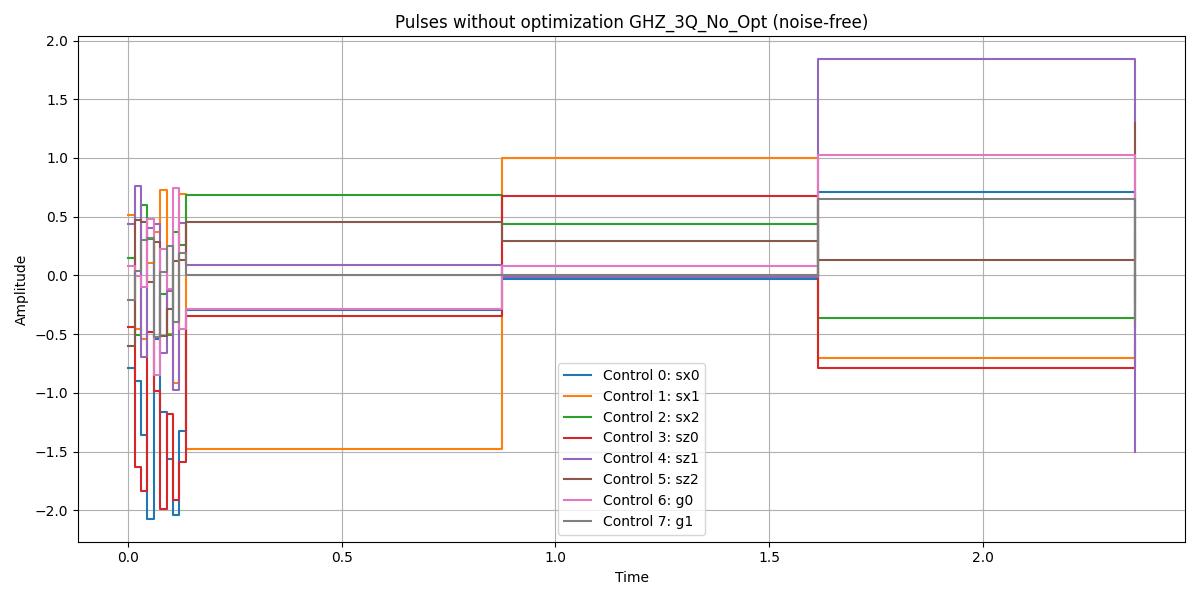 Pulses without optimization GHZ_3Q_No_Opt (noise-free)
2.0
1.5
1.0
0.5
0.0
−0.5
−1.0
−1.5
−2.0
Amplitude
Control 0: sx0
Control 1: sx1
Control 2: sx2
Control 3: sz0
Control 4: sz1
Control 5: sz2
Control 6: g0
Control 7: g1
0.0 0.5 1.0 1.5 2.0
Time